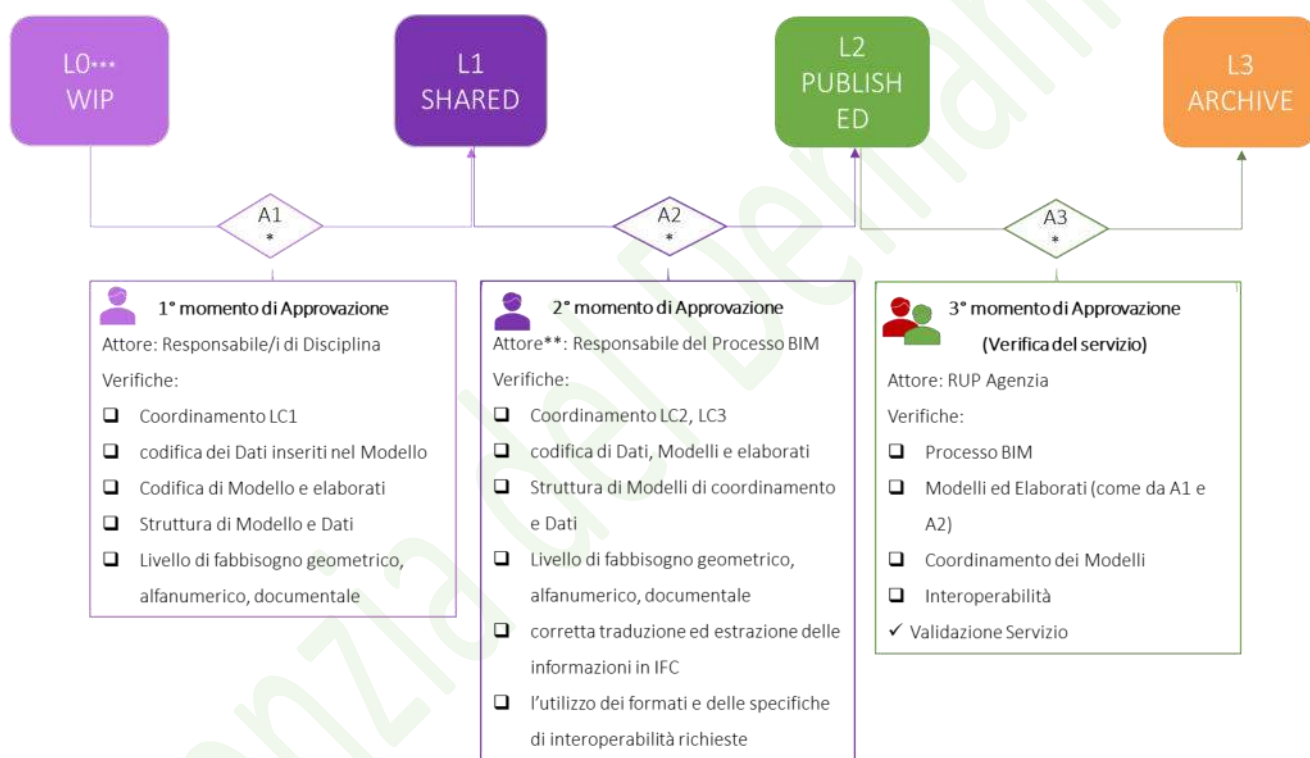 L0***
WIP
L1
SHARED
L2
PUBLISH
ED
L3
ARCHIVE
A1
*
A2
*
A3
*
1° momento di Approvazione
Attore: Responsabile/i di Disciplina
Verifiche:
Coordinamento LC1
codifica dei Dati inseriti nel Modello
Codifica di Modello e elaborati
Struttura di Modello e Dati
Livello di fabbisogno geometrico,
alfanumerico, documentale
2° momento di Approvazione
Attore**: Responsabile del Processo BIM
Verifiche:
Coordinamento LC2, LC3
codifica di Dati, Modelli e elaborati
Struttura di Modelli di coordinamento
e Dati
Livello di fabbisogno geometrico,
alfanumerico, documentale
corretta traduzione ed estrazione delle
informazioni in IFC
l'utilizzo dei formati e delle specifiche
di interoperabilità richieste
3° momento di Approvazione
(Verifica del servizio)
Attore: RUP Agenzia
Verifiche:
Processo BIM
Modelli ed Elaborati (come da A1 e
A2)
Coordinamento dei Modelli
Interoperabilità
✓ Validazione Servizio